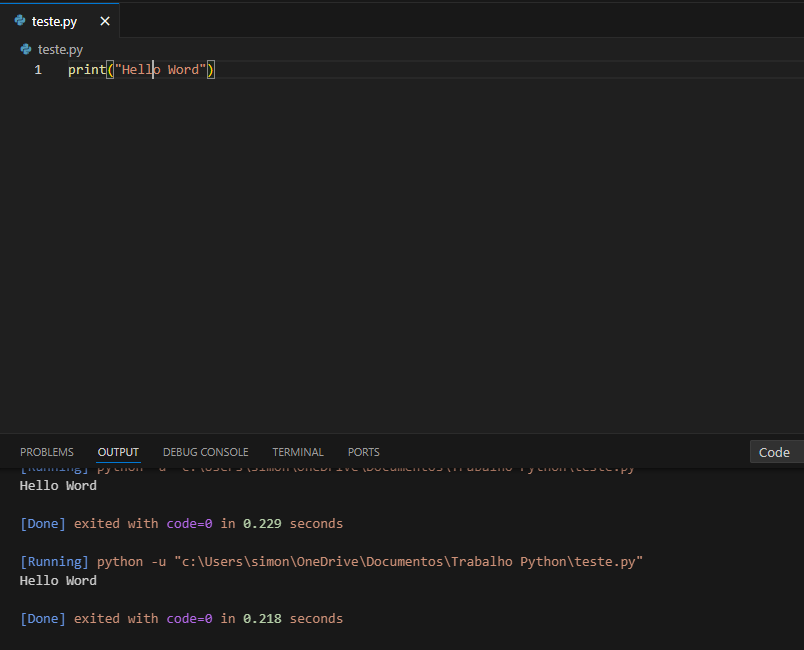 teste.py
teste.py
1 print("Hello Word")
PROBLEMS OUTPUT DEBUG CONSOLE TERMINAL PORTS Code
[Running] python -u "c:\Users\simon\OneDrive\Documentos\Trabalho Python\teste.py"
Hello Word
[Done] exited with code=0 in 0.229 seconds
[Running] python -u "c:\Users\simon\OneDrive\Documentos\Trabalho Python\teste.py"
Hello Word
[Done] exited with code=0 in 0.218 seconds